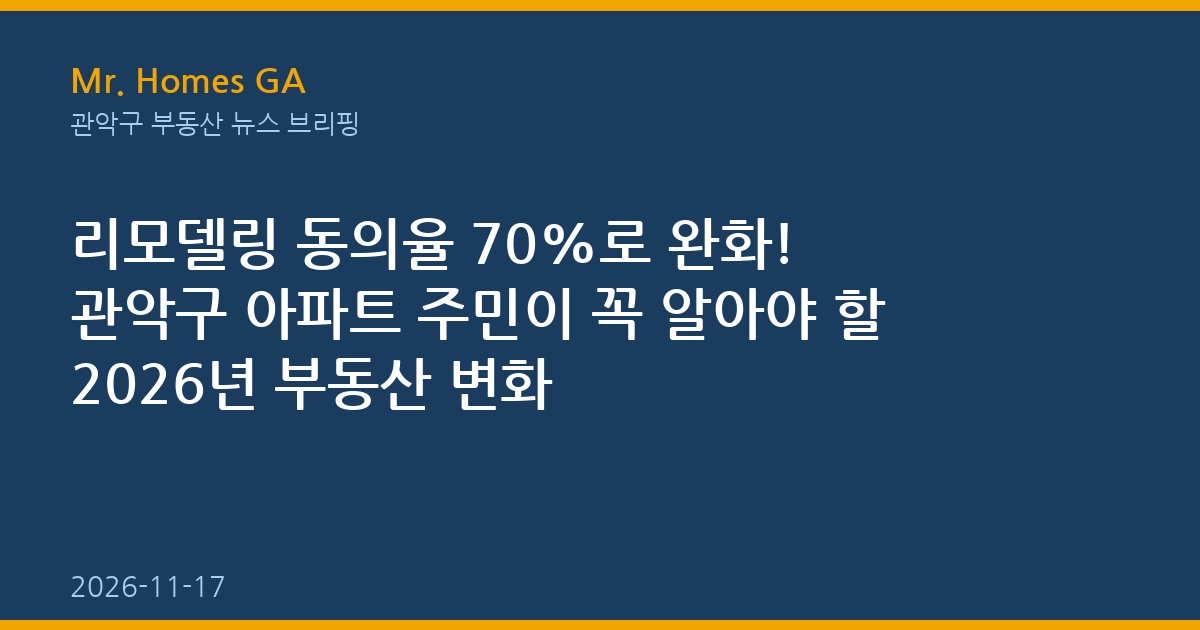 Mr. Homes GA
관악구 부동산 뉴스 브리핑
리모델링 동의율 70%로 완화!
관악구 아파트 주민이 꼭 알아야 할
2026년 부동산 변화
2026-11-17